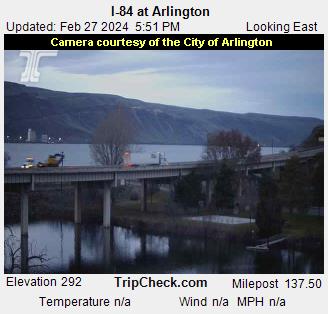 I-84 at Arlington
Updated: Feb 27 2024 5:51 PM Looking East
Camera courtesy of the City of Arlington
Elevation 292 TripCheck.com Milepost 137.50
Temperature n/a Wind n/a MPH n/a